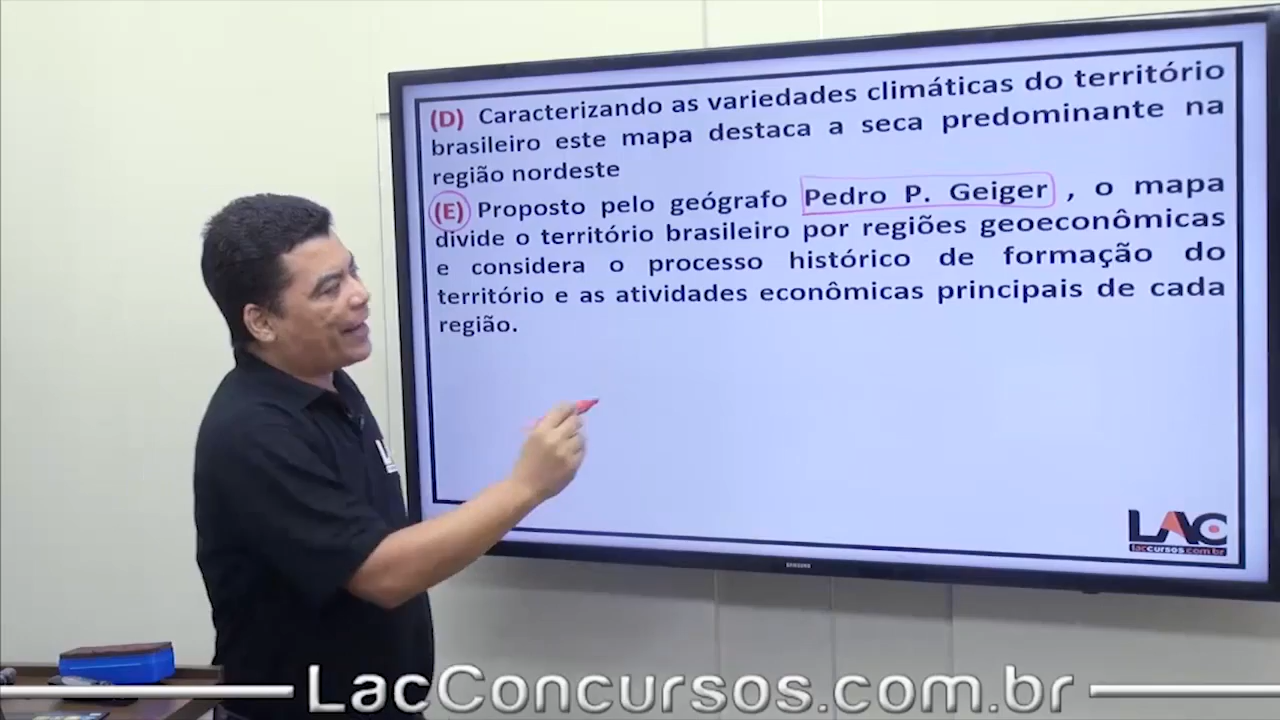 (D) Caracterizando as variedades climáticas do território
brasileiro este mapa destaca a seca predominante na
região nordeste
(E) Proposto pelo geógrafo Pedro P. Geiger , o mapa
divide o território brasileiro por regiões geoeconômicas
e considera o processo histórico de formação do
território e as atividades econômicas principais de cada
região.
LAC
laccursos.com.br
SAMSUNG
LacConcursos.com.br